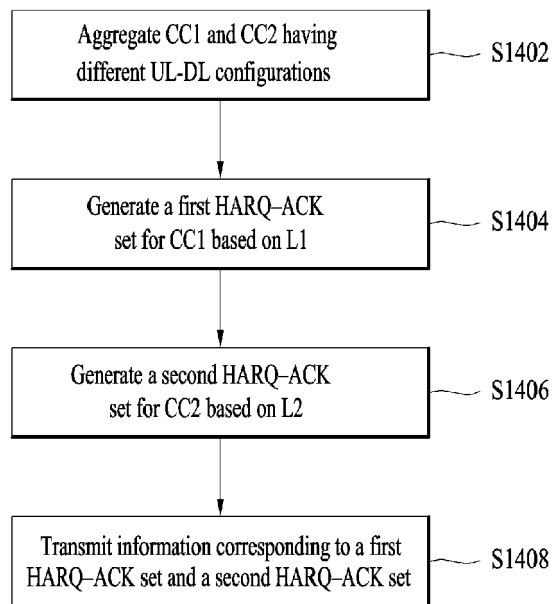 Aggregate CC1 and CC2 having
different UL-DL configurations
S1402
Generate a first HARQ-ACK
set for CC1 based on L1
S1404
Generate a second HARQ-ACK
set for CC2 based on L2
S1406
Transmit information corresponding to a first
HARQ-ACK set and a second HARQ-ACK set
S1408